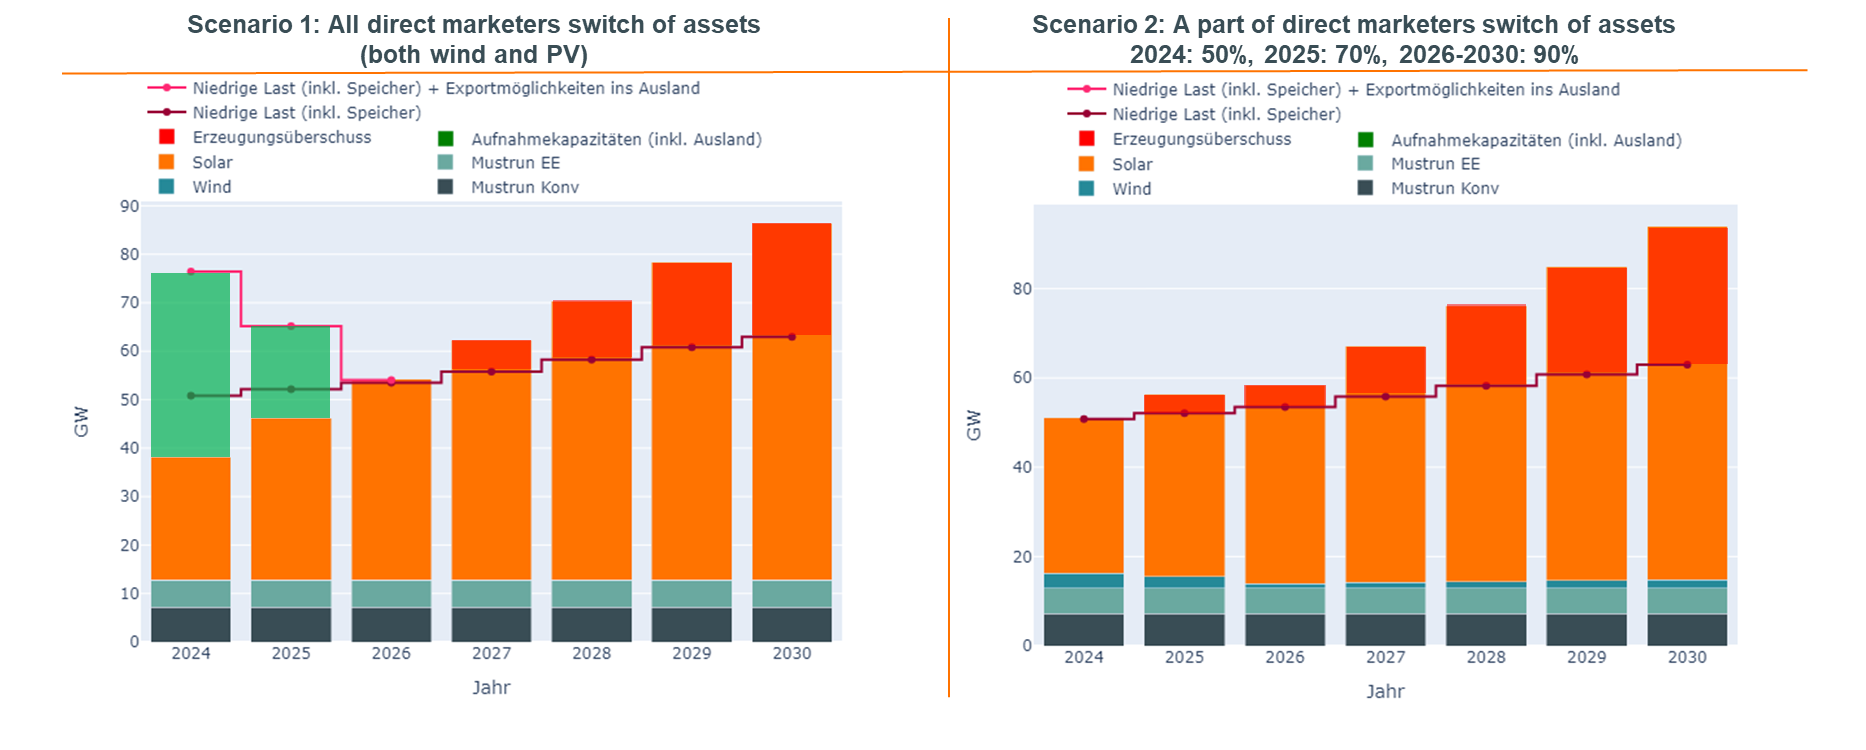 Scenario 1: All direct marketers switch of assets
(both wind and PV)
Niedrige Last (inkl. Speicher) + Exportmöglichkeiten ins Ausland
Niedrige Last (inkl. Speicher)
Erzeugungsüberschuss
Aufnahmekapazitäten (inkl. Ausland)
Solar
Mustrun EE
Wind
Mustrun Konv
90
80
70
60
50
40
30
20
10
0
GW
2024 2025 2026 2027 2028 2029 2030
Jahr
Scenario 2: A part of direct marketers switch of assets
2024: 50%, 2025: 70%, 2026-2030: 90%
Niedrige Last (inkl. Speicher) + Exportmöglichkeiten ins Ausland
Niedrige Last (inkl. Speicher)
Erzeugungsüberschuss
Aufnahmekapazitäten (inkl. Ausland)
Solar
Mustrun EE
Wind
Mustrun Konv
80
60
40
20
0
GW
2024 2025 2026 2027 2028 2029 2030
Jahr